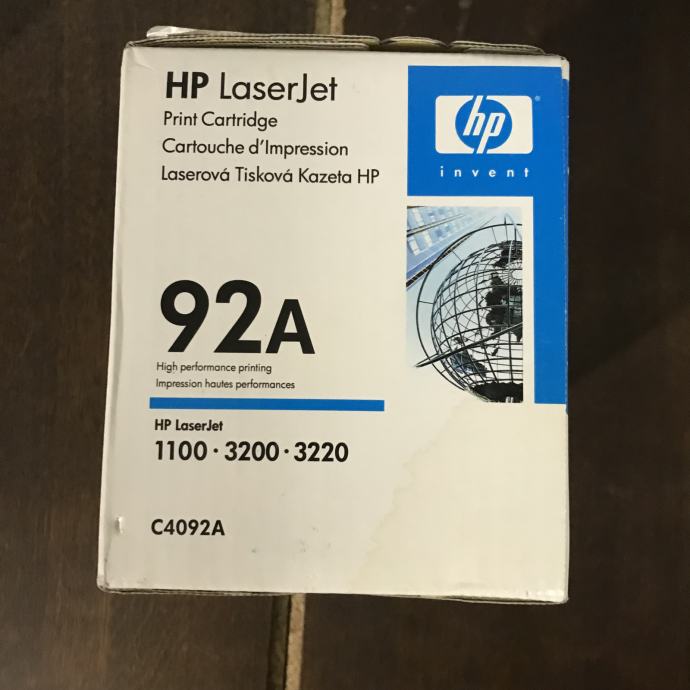 HP LaserJet
Print Cartridge
Cartouche d'Impression
Laserová Tisková Kazeta HP
hp
invent
92A
High performance printing
Impression hautes performances
HP LaserJet
1100 · 3200 · 3220
C4092A